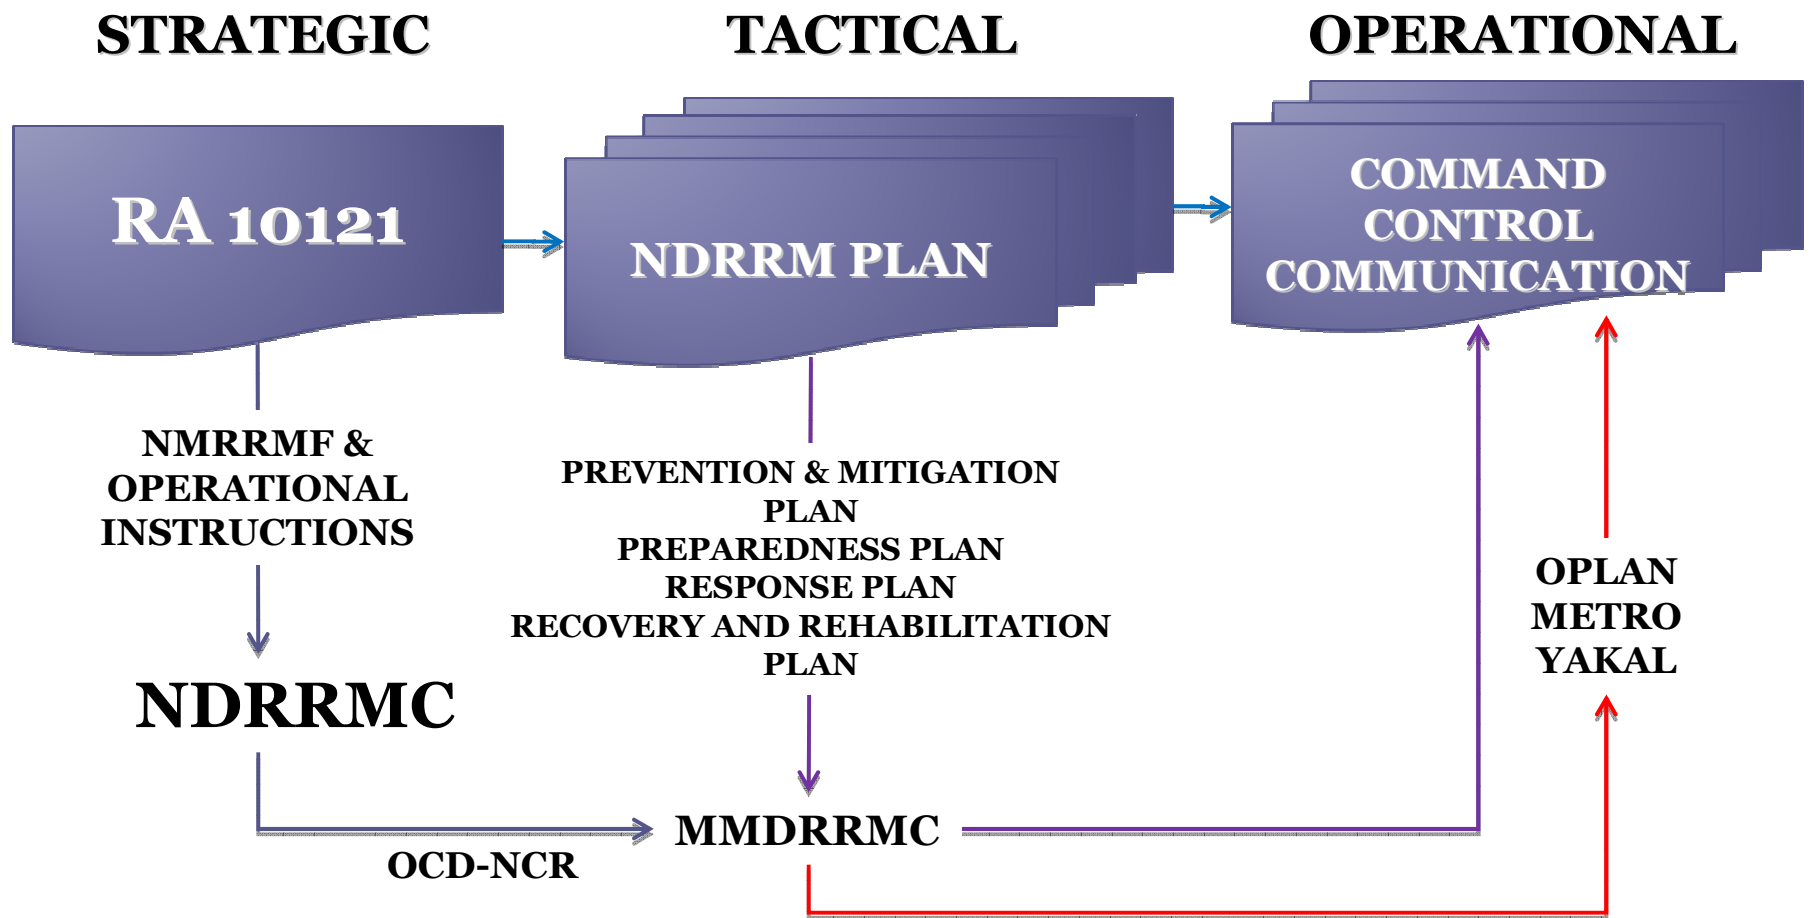 STRATEGIC
TACTICAL
OPERATIONAL
RA 10121
NDRRM PLAN
COMMAND
CONTROL
COMMUNICATION
NMRRMF &
OPERATIONAL
INSTRUCTIONS
PREVENTION & MITIGATION
PLAN
PREPAREDNESS PLAN
RESPONSE PLAN
RECOVERY AND REHABILITATION
PLAN
OPLAN
METRO
YAKAL
NDRRMC
OCD-NCR
MMDRRMC